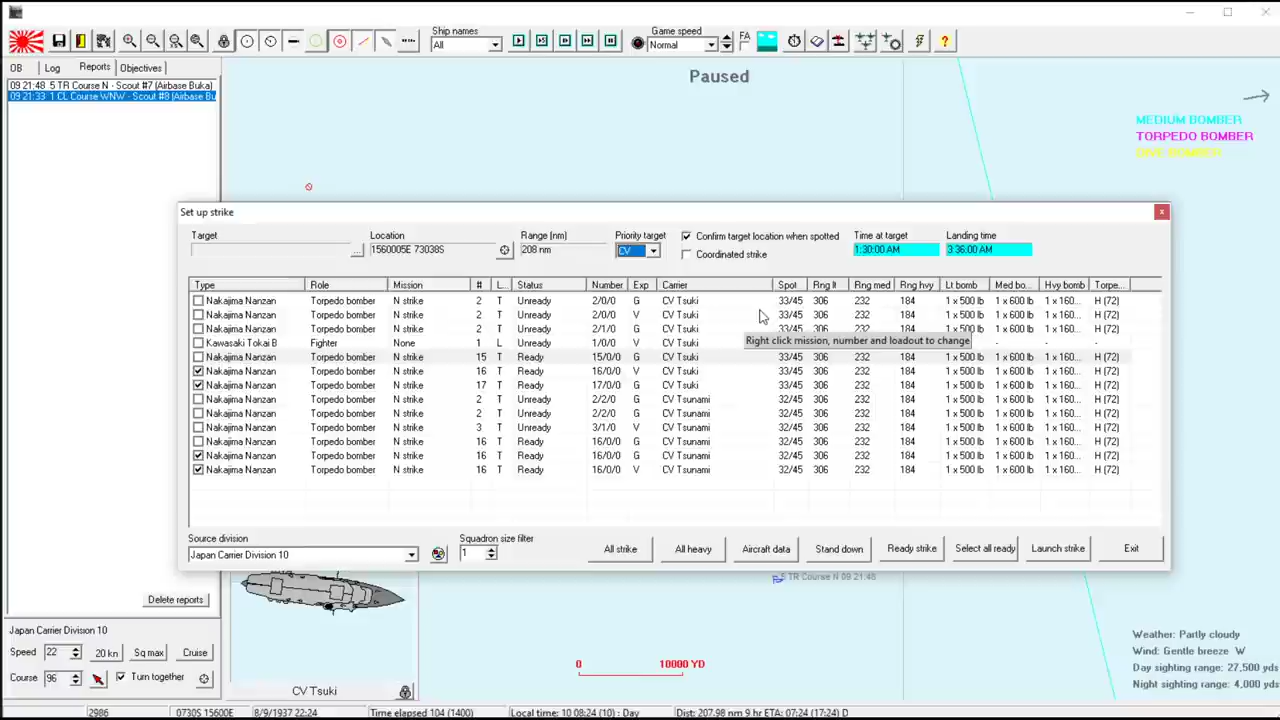 Ship names
Game speed
All
Normal
FA
OB Log Reports Objectives
09 21:48 5 TR Course N - Scout #7 (Airbase Buka)
09 21:33 1 CL Course WNW - Scout #8 (Airbase Bu
Paused
MEDIUM BOMBER
TORPEDO BOMBER
DIVE BOMBER
Set up strike
Target Location Range (nm) Priority target Confirm target location when spotted Time at target Landing time
... 1560005E 73038S 208 nm CV Coordinated strike 1:30:00 AM 3:36:00 AM
Type Role Mission # L... Status Number Exp Carrier Spot Rng lt Rng med Rng hvy Lt bomb Med bo... Hvy bomb Torpe...
Nakajima Nanzan Torpedo bomber N strike 2 T Unready 2/0/0 G CV Tsuki 33/45 306 232 184 1 x 500 lb 1 x 600 lb 1 x 160... H (72)
Nakajima Nanzan Torpedo bomber N strike 2 T Unready 2/0/0 V CV Tsuki 33/45 306 232 184 1 x 500 lb 1 x 600 lb 1 x 160... H (72)
Nakajima Nanzan Torpedo bomber N strike 2 T Unready 2/1/0 G CV Tsuki 33/45 306 232 184 1 x 500 lb 1 x 600 lb 1 x 160... H (72)
Kawasaki Tokai B Fighter None 1 L Unready 1/0/0 V CV Tsuki - - H (72)
Right click mission, number and loadout to change
Nakajima Nanzan Torpedo bomber N strike 15 T Ready 15/0/0 G CV Tsuki 33/45 306 232 184 1 x 500 lb 1 x 600 lb 1 x 160... H (72)
Nakajima Nanzan Torpedo bomber N strike 16 T Ready 16/0/0 V CV Tsuki 33/45 306 232 184 1 x 500 lb 1 x 600 lb 1 x 160... H (72)
Nakajima Nanzan Torpedo bomber N strike 17 T Ready 17/0/0 G CV Tsuki 33/45 306 232 184 1 x 500 lb 1 x 600 lb 1 x 160... H (72)
Nakajima Nanzan Torpedo bomber N strike 2 T Unready 2/2/0 G CV Tsunami 32/45 306 232 184 1 x 500 lb 1 x 600 lb 1 x 160... H (72)
Nakajima Nanzan Torpedo bomber N strike 2 T Unready 2/2/0 G CV Tsunami 32/45 306 232 184 1 x 500 lb 1 x 600 lb 1 x 160... H (72)
Nakajima Nanzan Torpedo bomber N strike 3 T Unready 3/1/0 V CV Tsunami 32/45 306 232 184 1 x 500 lb 1 x 600 lb 1 x 160... H (72)
Nakajima Nanzan Torpedo bomber N strike 16 T Ready 16/0/0 G CV Tsunami 32/45 306 232 184 1 x 500 lb 1 x 600 lb 1 x 160... H (72)
Nakajima Nanzan Torpedo bomber N strike 16 T Ready 16/0/0 G CV Tsunami 32/45 306 232 184 1 x 500 lb 1 x 600 lb 1 x 160... H (72)
Nakajima Nanzan Torpedo bomber N strike 16 T Ready 16/0/0 V CV Tsunami 32/45 306 232 184 1 x 500 lb 1 x 600 lb 1 x 160... H (72)
Source division Squadron size filter
Japan Carrier Division 10 1 All strike All heavy Aircraft data Stand down Ready strike Select all ready Launch strike Exit
5 TR Course N 09 21:48
Delete reports
Japan Carrier Division 10
Speed 22 20 kn Sq max Cruise
Course 96 Turn together
CV Tsuki
0 10000 YD
Weather: Partly cloudy
Wind: Gentle breeze W
Day sighting range: 27,500 yds
Night sighting range: 4,000 yds
2986 0730S 15600E 8/9/1937 22:24 Time elapsed 104 (1400) Local time: 10:08:24 (10) : Day Dist: 207.98 nm 9 hr ETA: 07:24 (17:24) D